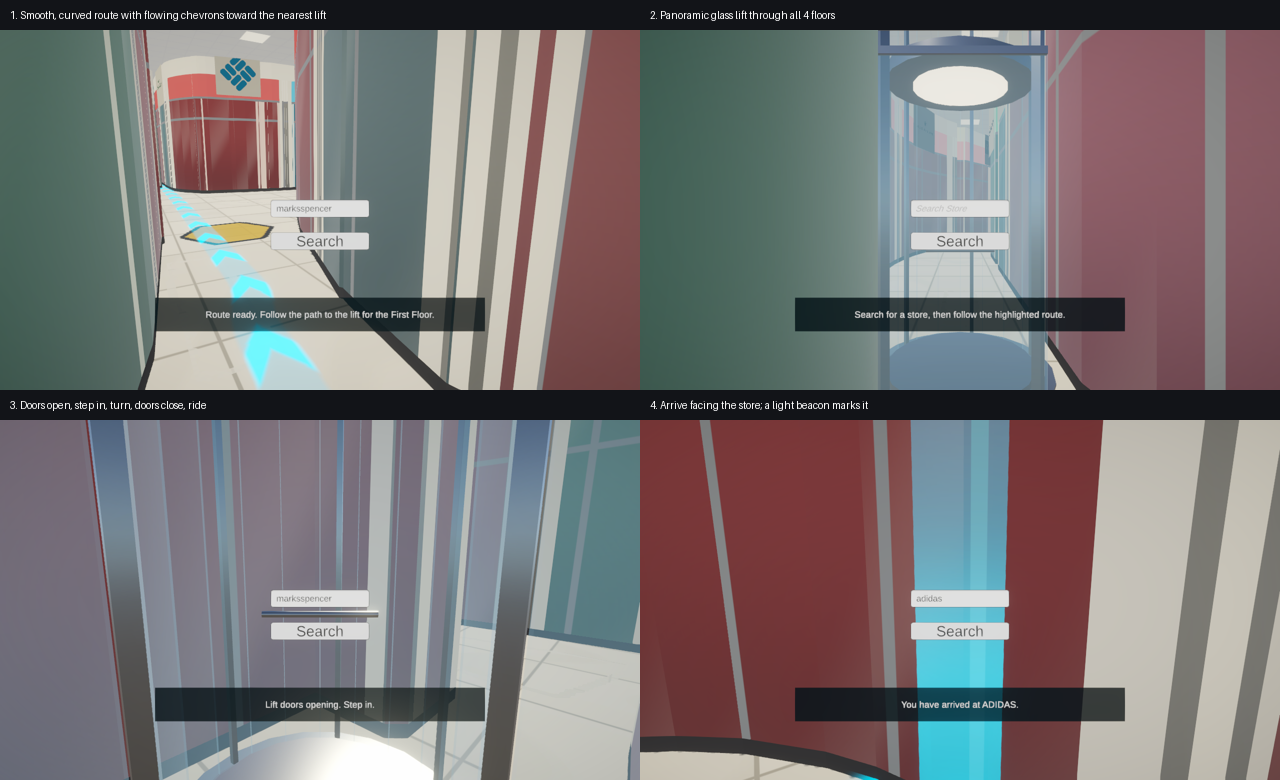 1. Smooth, curved route with flowing chevrons toward the nearest lift
marksspencer
Search
Route ready. Follow the path to the lift for the First Floor.
2. Panoramic glass lift through all 4 floors
Search Store
Search
Search for a store, then follow the highlighted route.
3. Doors open, step in, turn, doors close, ride
marksspencer
Search
Lift doors opening. Step in.
4. Arrive facing the store; a light beacon marks it
adidas
Search
You have arrived at ADIDAS.